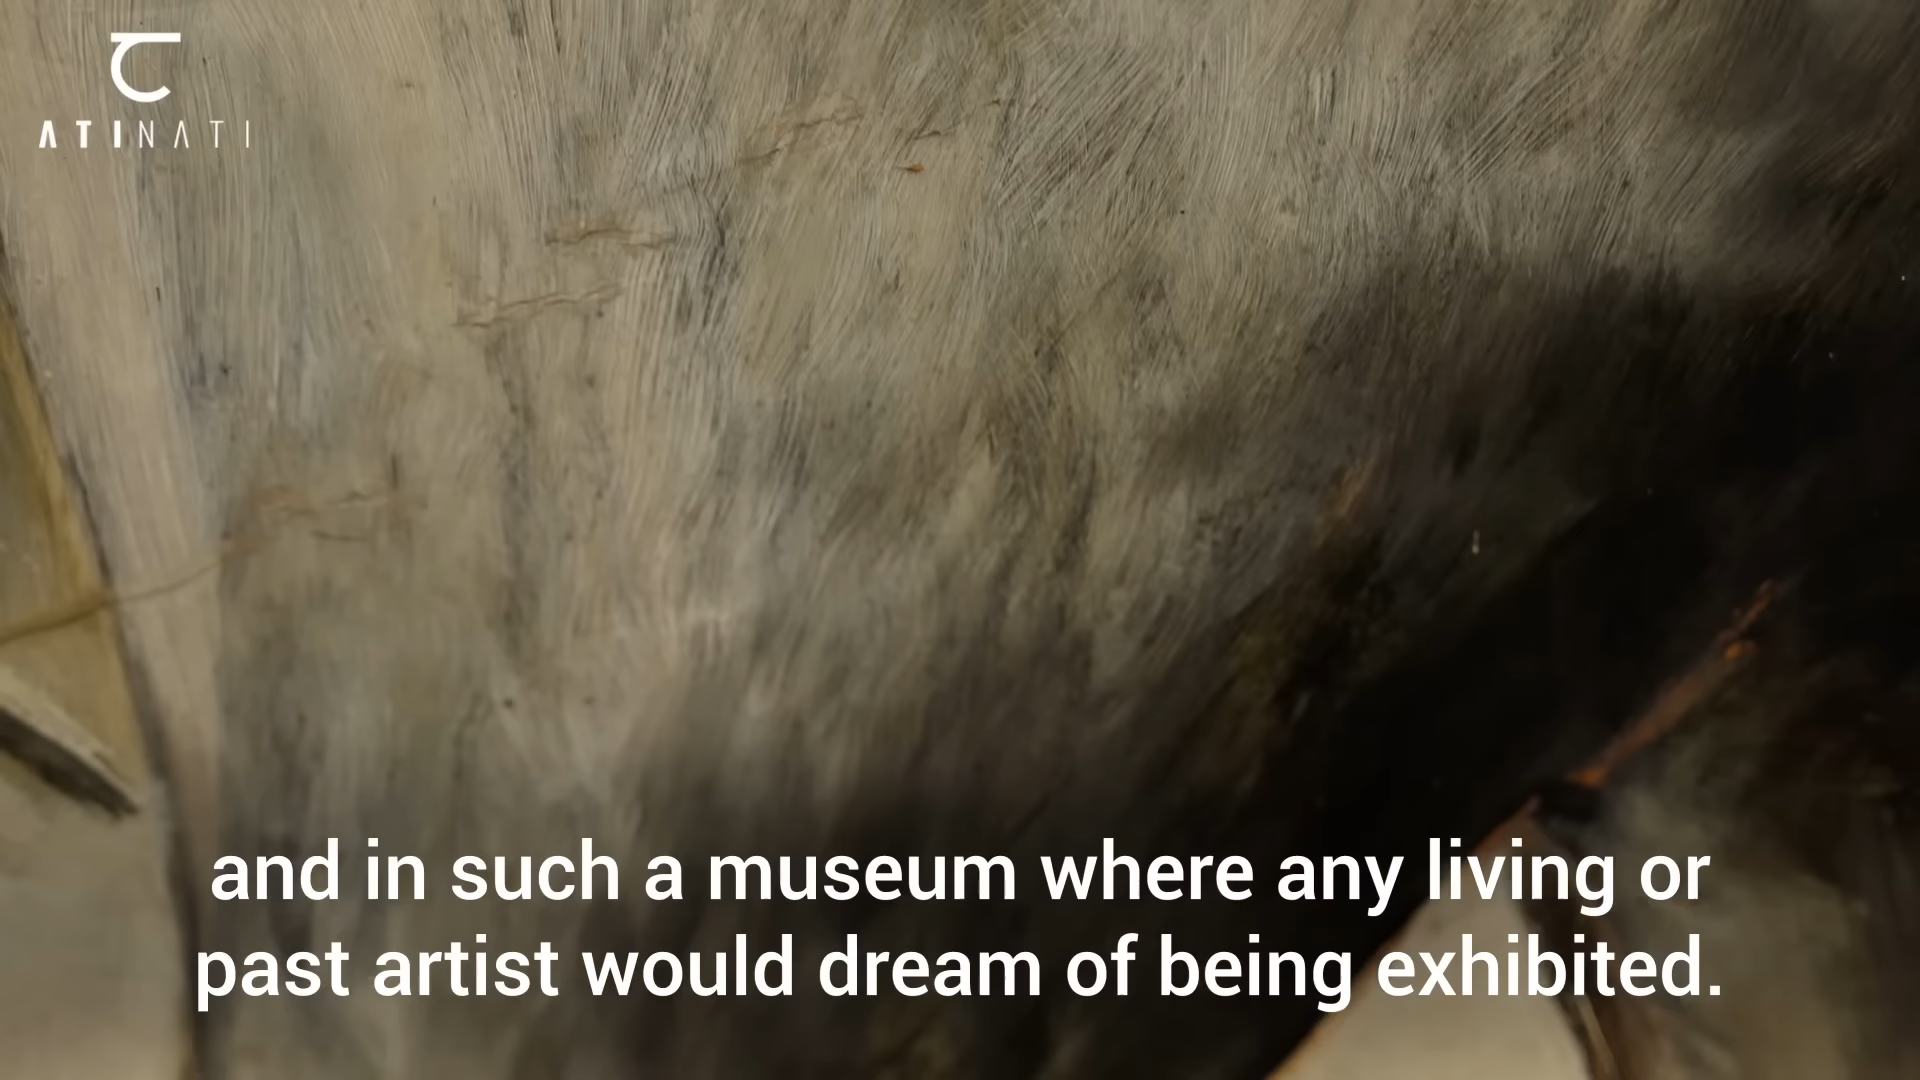 ATINATI
and in such a museum where any living or
past artist would dream of being exhibited.